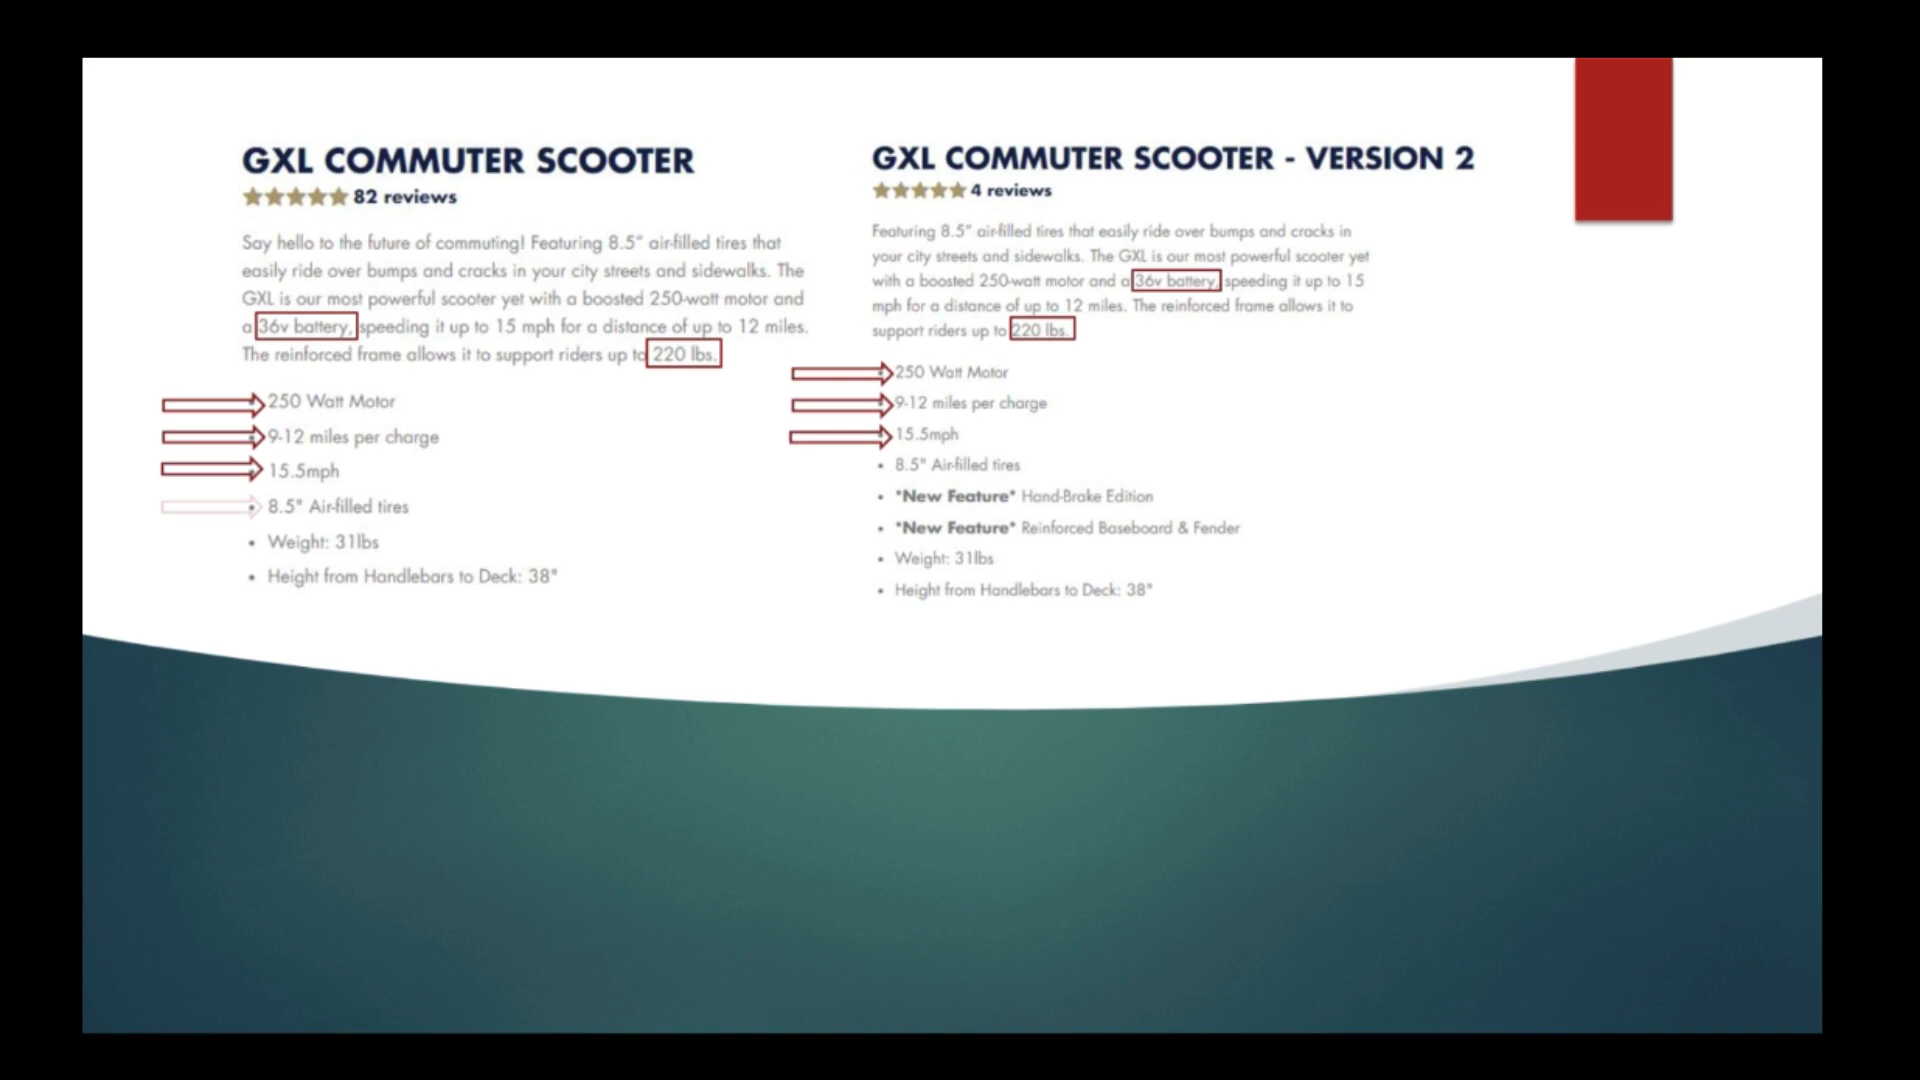 GXL COMMUTER SCOOTER
82 reviews
Say hello to the future of commuting! Featuring 8.5" air-filled tires that
easily ride over bumps and cracks in your city streets and sidewalks. The
GXL is our most powerful scooter yet with a boosted 250-watt motor and
a 36v battery, speeding it up to 15 mph for a distance of up to 12 miles.
The reinforced frame allows it to support riders up to 220 lbs.
250 Watt Motor
9-12 miles per charge
15.5mph
8.5" Air-filled tires
• Weight: 31lbs
• Height from Handlebars to Deck: 38"
GXL COMMUTER SCOOTER - VERSION 2
4 reviews
Featuring 8.5" air-filled tires that easily ride over bumps and cracks in
your city streets and sidewalks. The GXL is our most powerful scooter yet
with a boosted 250-watt motor and a 36v battery, speeding it up to 15
mph for a distance of up to 12 miles. The reinforced frame allows it to
support riders up to 220 lbs.
250 Watt Motor
9-12 miles per charge
15.5mph
• 8.5" Air-filled tires
• *New Feature* Hand-Brake Edition
• *New Feature* Reinforced Baseboard & Fender
• Weight: 31lbs
• Height from Handlebars to Deck: 38"